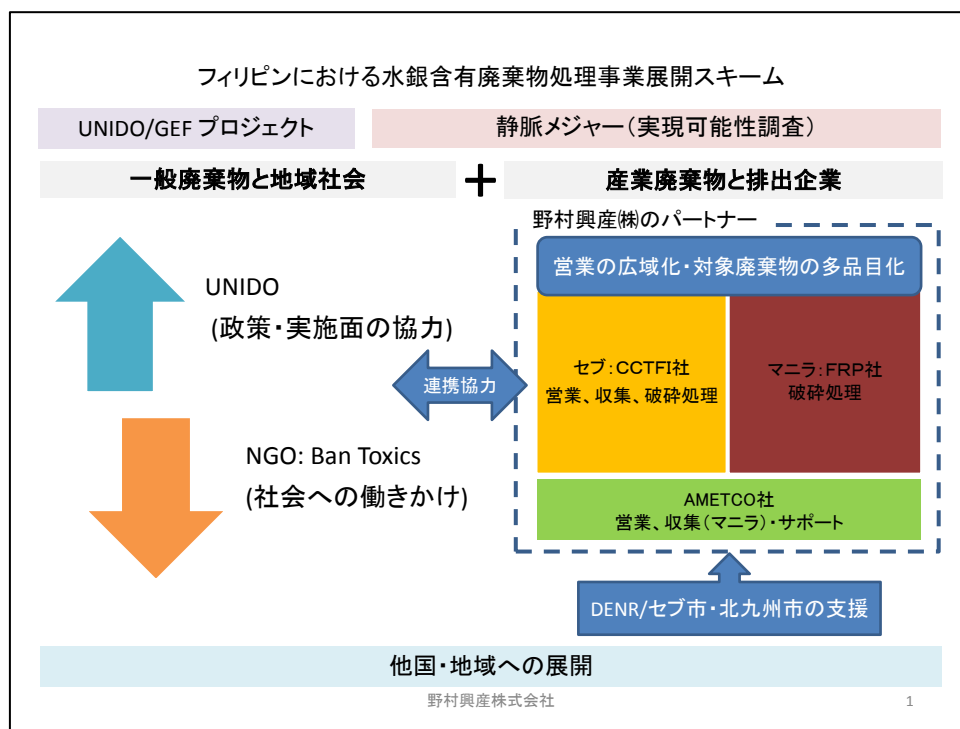 フィリピンにおける水銀含有廃棄物処理事業展開スキーム
UNIDO/GEF プロジェクト
静脈メジャー(実現可能性調査)
一般廃棄物と地域社会
+
産業廃棄物と排出企業
野村興産㈱のパートナー
営業の広域化・対象廃棄物の多品目化
UNIDO
(政策・実施面の協力)
セブ:CCTFI社
営業、収集、破砕処理
マニラ:FRP社
破砕処理
連携協力
NGO: Ban Toxics
(社会への働きかけ)
AMETCO社
営業、収集(マニラ)・サポート
DENR/セブ市・北九州市の支援
他国・地域への展開
野村興産株式会社
1